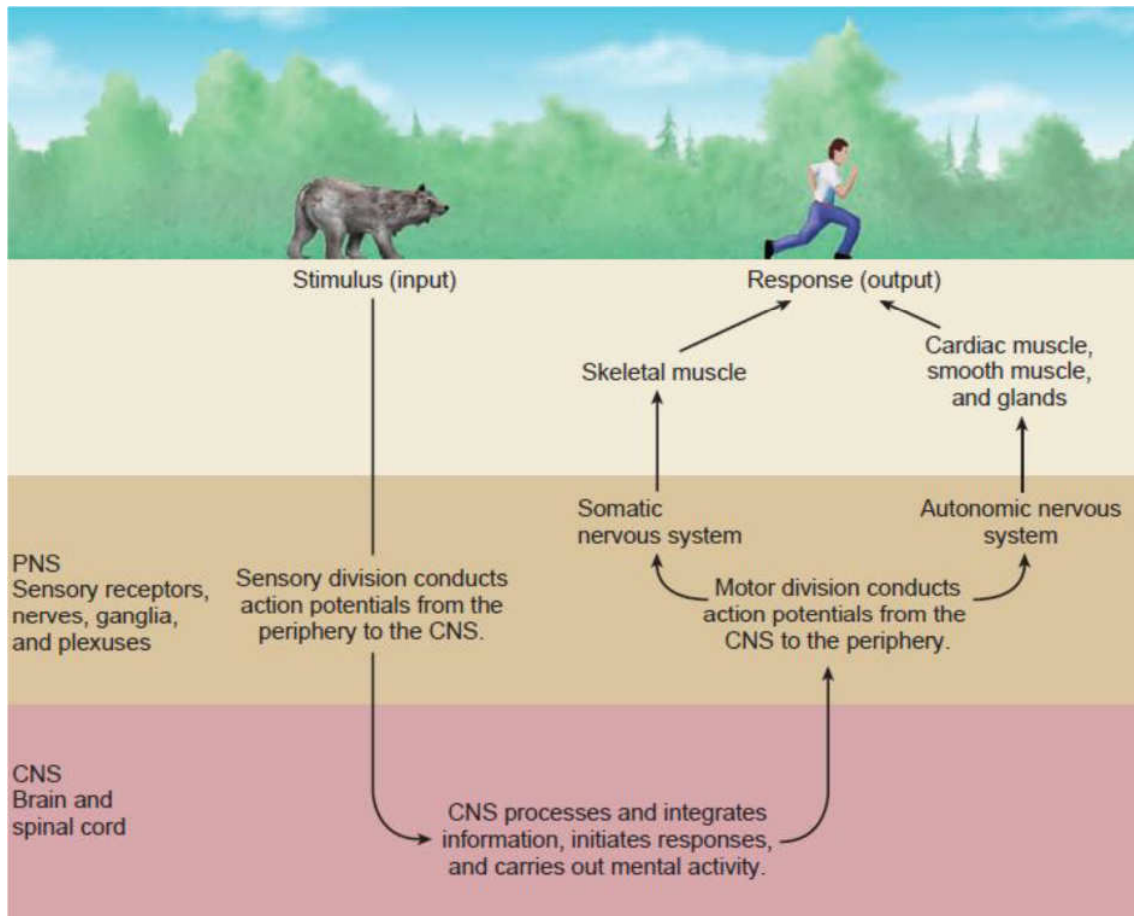 Stimulus (input)
Response (output)
Skeletal muscle
Cardiac muscle,
smooth muscle,
and glands
Somatic
nervous system
Autonomic nervous
system
PNS
Sensory receptors,
nerves, ganglia,
and plexuses
Sensory division conducts
action potentials from the
periphery to the CNS.
Motor division conducts
action potentials from the
CNS to the periphery.
CNS
Brain and
spinal cord
CNS processes and integrates
information, initiates responses,
and carries out mental activity.